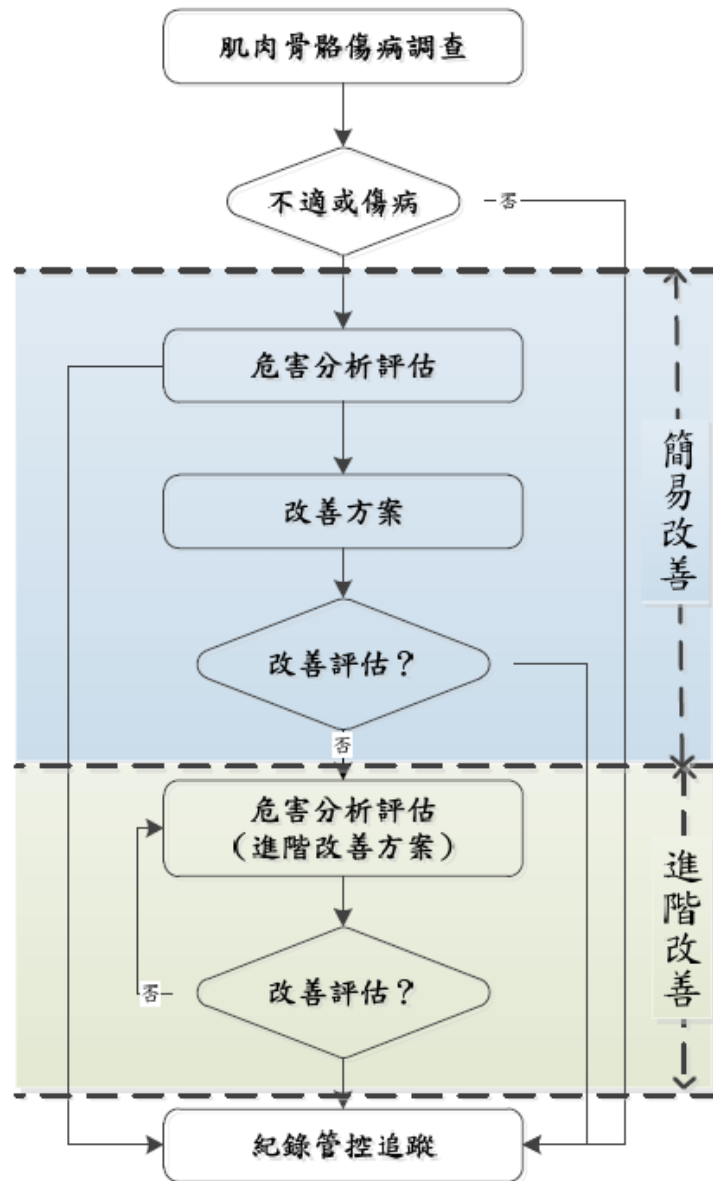 肌肉骨骼傷病調查
不適或傷病
否
危害分析評估
簡易改善
改善方案
改善評估？
否
危害分析評估
（進階改善方案）
進階改善
改善評估？
否
紀錄管控追蹤